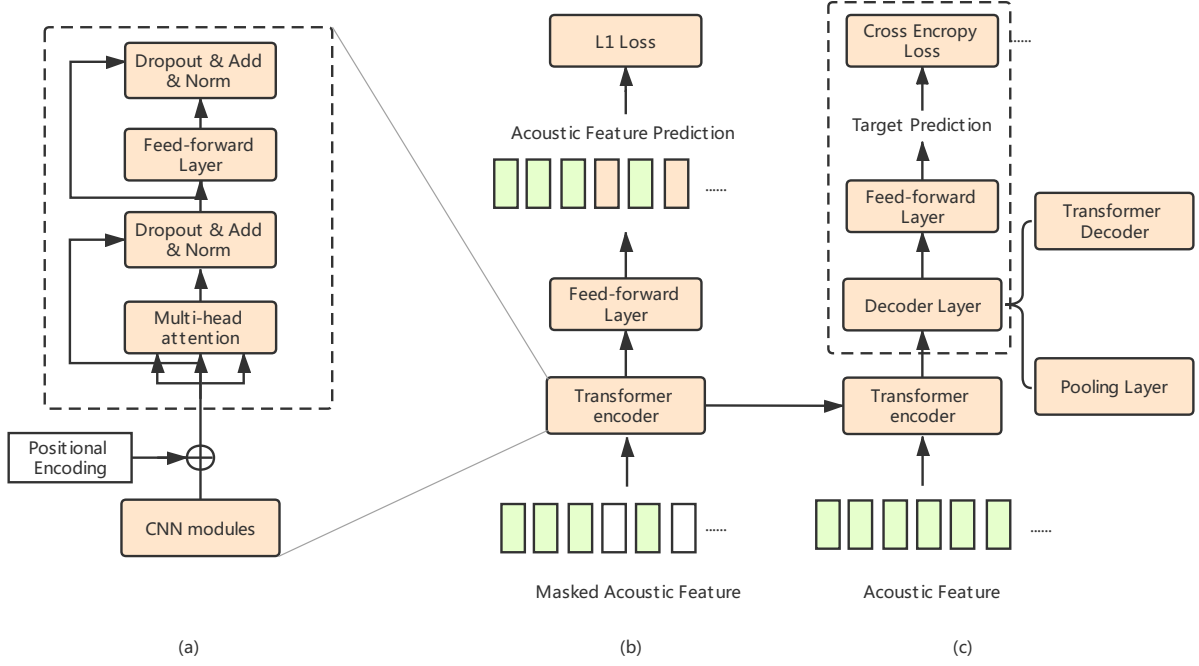 Dropout & Add
& Norm
Feed-forward
Layer
Dropout & Add
& Norm
Multi-head
attention
Positional
Encoding
CNN modules
(a)
L1 Loss
Acoustic Feature Prediction
......
Feed-forward
Layer
Transformer
encoder
......
Masked Acoustic Feature
(b)
Cross Encropy
Loss
......
Target Prediction
Feed-forward
Layer
Decoder Layer
Transformer
encoder
......
Acoustic Feature
(c)
Transformer
Decoder
Pooling Layer